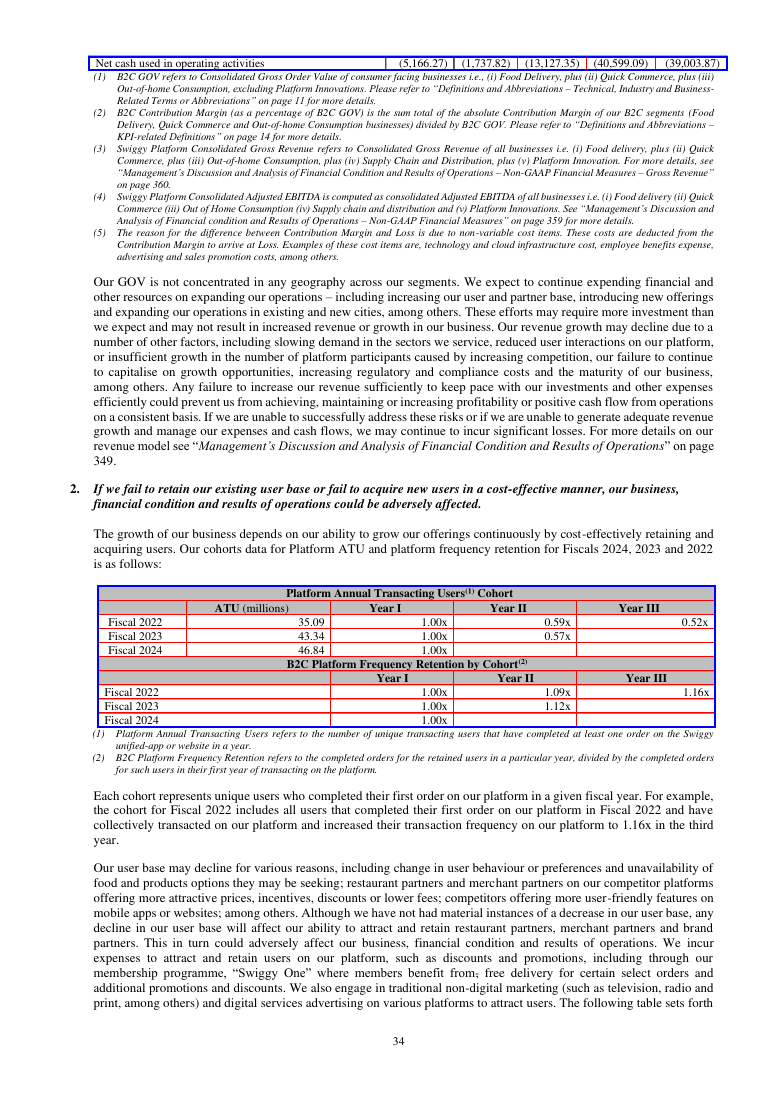 Net cash used in operating activities (5,166.27) (1,737.82) (13,127.35) (40,599.09) (39,003.87)
(1) B2C GOV refers to Consolidated Gross Order Value of consumer facing businesses i.e., (i) Food Delivery, plus (ii) Quick Commerce, plus (iii)
Out-of-home Consumption, excluding Platform Innovations. Please refer to “Definitions and Abbreviations – Technical, Industry and Business-
Related Terms or Abbreviations” on page 11 for more details.
(2) B2C Contribution Margin (as a percentage of B2C GOV) is the sum total of the absolute Contribution Margin of our B2C segments (Food
Delivery, Quick Commerce and Out-of-home Consumption businesses) divided by B2C GOV. Please refer to “Definitions and Abbreviations –
KPI-related Definitions” on page 14 for more details.
(3) Swiggy Platform Consolidated Gross Revenue refers to Consolidated Gross Revenue of all businesses i.e. (i) Food delivery, plus (ii) Quick
Commerce, plus (iii) Out-of-home Consumption, plus (iv) Supply Chain and Distribution, plus (v) Platform Innovation. For more details, see
“Management’s Discussion and Analysis of Financial Condition and Results of Operations – Non-GAAP Financial Measures – Gross Revenue”
on page 360.
(4) Swiggy Platform Consolidated Adjusted EBITDA is computed as consolidated Adjusted EBITDA of all businesses i.e. (i) Food delivery (ii) Quick
Commerce (iii) Out of Home Consumption (iv) Supply chain and distribution and (v) Platform Innovations. See “Management’s Discussion and
Analysis of Financial condition and Results of Operations – Non-GAAP Financial Measures” on page 359 for more details.
(5) The reason for the difference between Contribution Margin and Loss is due to non-variable cost items. These costs are deducted from the
Contribution Margin to arrive at Loss. Examples of these cost items are, technology and cloud infrastructure cost, employee benefits expense,
advertising and sales promotion costs, among others.
Our GOV is not concentrated in any geography across our segments. We expect to continue expending financial and
other resources on expanding our operations – including increasing our user and partner base, introducing new offerings
and expanding our operations in existing and new cities, among others. These efforts may require more investment than
we expect and may not result in increased revenue or growth in our business. Our revenue growth may decline due to a
number of other factors, including slowing demand in the sectors we service, reduced user interactions on our platform,
or insufficient growth in the number of platform participants caused by increasing competition, our failure to continue
to capitalise on growth opportunities, increasing regulatory and compliance costs and the maturity of our business,
among others. Any failure to increase our revenue sufficiently to keep pace with our investments and other expenses
efficiently could prevent us from achieving, maintaining or increasing profitability or positive cash flow from operations
on a consistent basis. If we are unable to successfully address these risks or if we are unable to generate adequate revenue
growth and manage our expenses and cash flows, we may continue to incur significant losses. For more details on our
revenue model see “Management’s Discussion and Analysis of Financial Condition and Results of Operations” on page
349.
2. If we fail to retain our existing user base or fail to acquire new users in a cost-effective manner, our business,
financial condition and results of operations could be adversely affected.
The growth of our business depends on our ability to grow our offerings continuously by cost-effectively retaining and
acquiring users. Our cohorts data for Platform ATU and platform frequency retention for Fiscals 2024, 2023 and 2022
is as follows:
Platform Annual Transacting Users(1) Cohort
ATU (millions) Year I Year II Year III
Fiscal 2022 35.09 1.00x 0.59x 0.52x
Fiscal 2023 43.34 1.00x 0.57x
Fiscal 2024 46.84 1.00x
B2C Platform Frequency Retention by Cohort(2)
Year I Year II Year III
Fiscal 2022 1.00x 1.09x 1.16x
Fiscal 2023 1.00x 1.12x
Fiscal 2024 1.00x
(1) Platform Annual Transacting Users refers to the number of unique transacting users that have completed at least one order on the Swiggy
unified-app or website in a year.
(2) B2C Platform Frequency Retention refers to the completed orders for the retained users in a particular year, divided by the completed orders
for such users in their first year of transacting on the platform.
Each cohort represents unique users who completed their first order on our platform in a given fiscal year. For example,
the cohort for Fiscal 2022 includes all users that completed their first order on our platform in Fiscal 2022 and have
collectively transacted on our platform and increased their transaction frequency on our platform to 1.16x in the third
year.
Our user base may decline for various reasons, including change in user behaviour or preferences and unavailability of
food and products options they may be seeking; restaurant partners and merchant partners on our competitor platforms
offering more attractive prices, incentives, discounts or lower fees; competitors offering more user-friendly features on
mobile apps or websites; among others. Although we have not had material instances of a decrease in our user base, any
decline in our user base will affect our ability to attract and retain restaurant partners, merchant partners and brand
partners. This in turn could adversely affect our business, financial condition and results of operations. We incur
expenses to attract and retain users on our platform, such as discounts and promotions, including through our
membership programme, “Swiggy One” where members benefit from, free delivery for certain select orders and
additional promotions and discounts. We also engage in traditional non-digital marketing (such as television, radio and
print, among others) and digital services advertising on various platforms to attract users. The following table sets forth
34